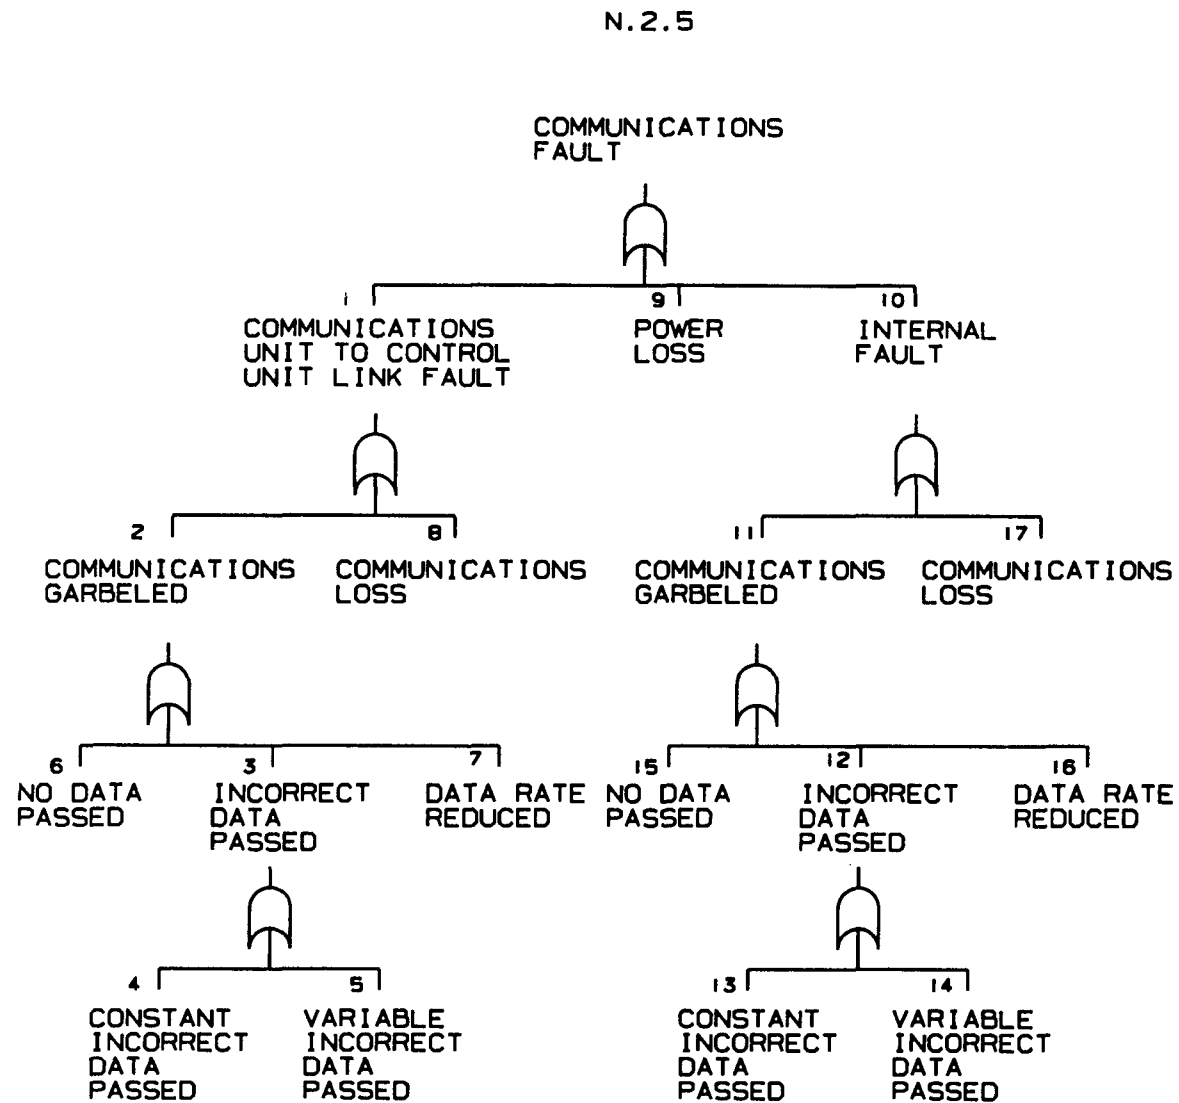 N.2.5
COMMUNICATIONS
FAULT
1 9 10
COMMUNICATIONS
UNIT TO CONTROL
UNIT LINK FAULT
POWER
LOSS
INTERNAL
FAULT
2 8 11 17
COMMUNICATIONS
GARBELED
COMMUNICATIONS
LOSS
COMMUNICATIONS
GARBELED
COMMUNICATIONS
LOSS
6 3 7 15 12 16
NO DATA
PASSED
INCORRECT
DATA
PASSED
DATA RATE
REDUCED
NO DATA
PASSED
INCORRECT
DATA
PASSED
DATA RATE
REDUCED
4 5 13 14
CONSTANT
INCORRECT
DATA
PASSED
VARIABLE
INCORRECT
DATA
PASSED
CONSTANT
INCORRECT
DATA
PASSED
VARIABLE
INCORRECT
DATA
PASSED